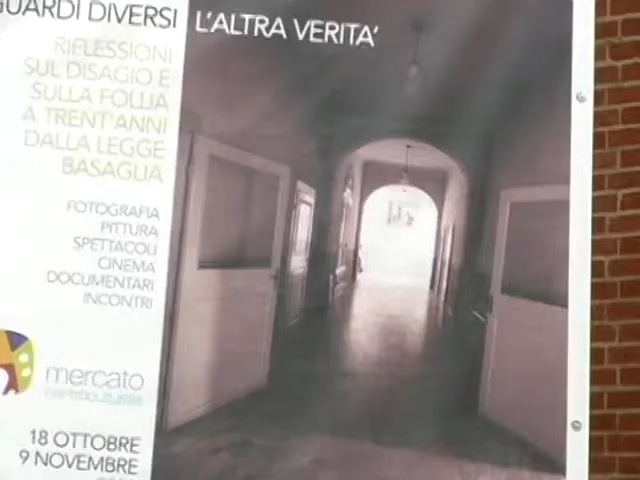 GUARDI DIVERSI L'ALTRA VERITA'
RIFLESSIONI
SUL DISAGIO E
SULLA FOLLIA
A TRENT'ANNI
DALLA LEGGE
BASAGLIA
FOTOGRAFIA
PITTURA
SPETTACOLI
CINEMA
DOCUMENTARI
INCONTRI
mercato
centroculturale
18 OTTOBRE
9 NOVEMBRE